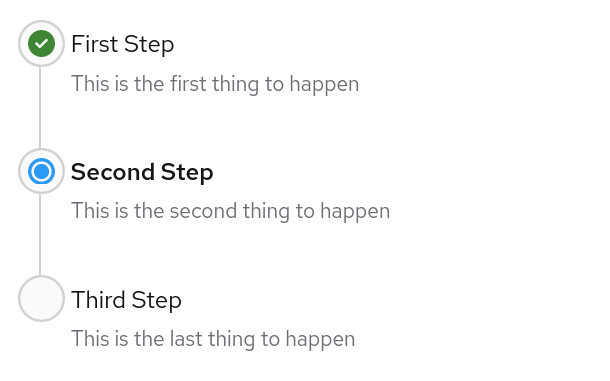 First Step
This is the first thing to happen
Second Step
This is the second thing to happen
Third Step
This is the last thing to happen